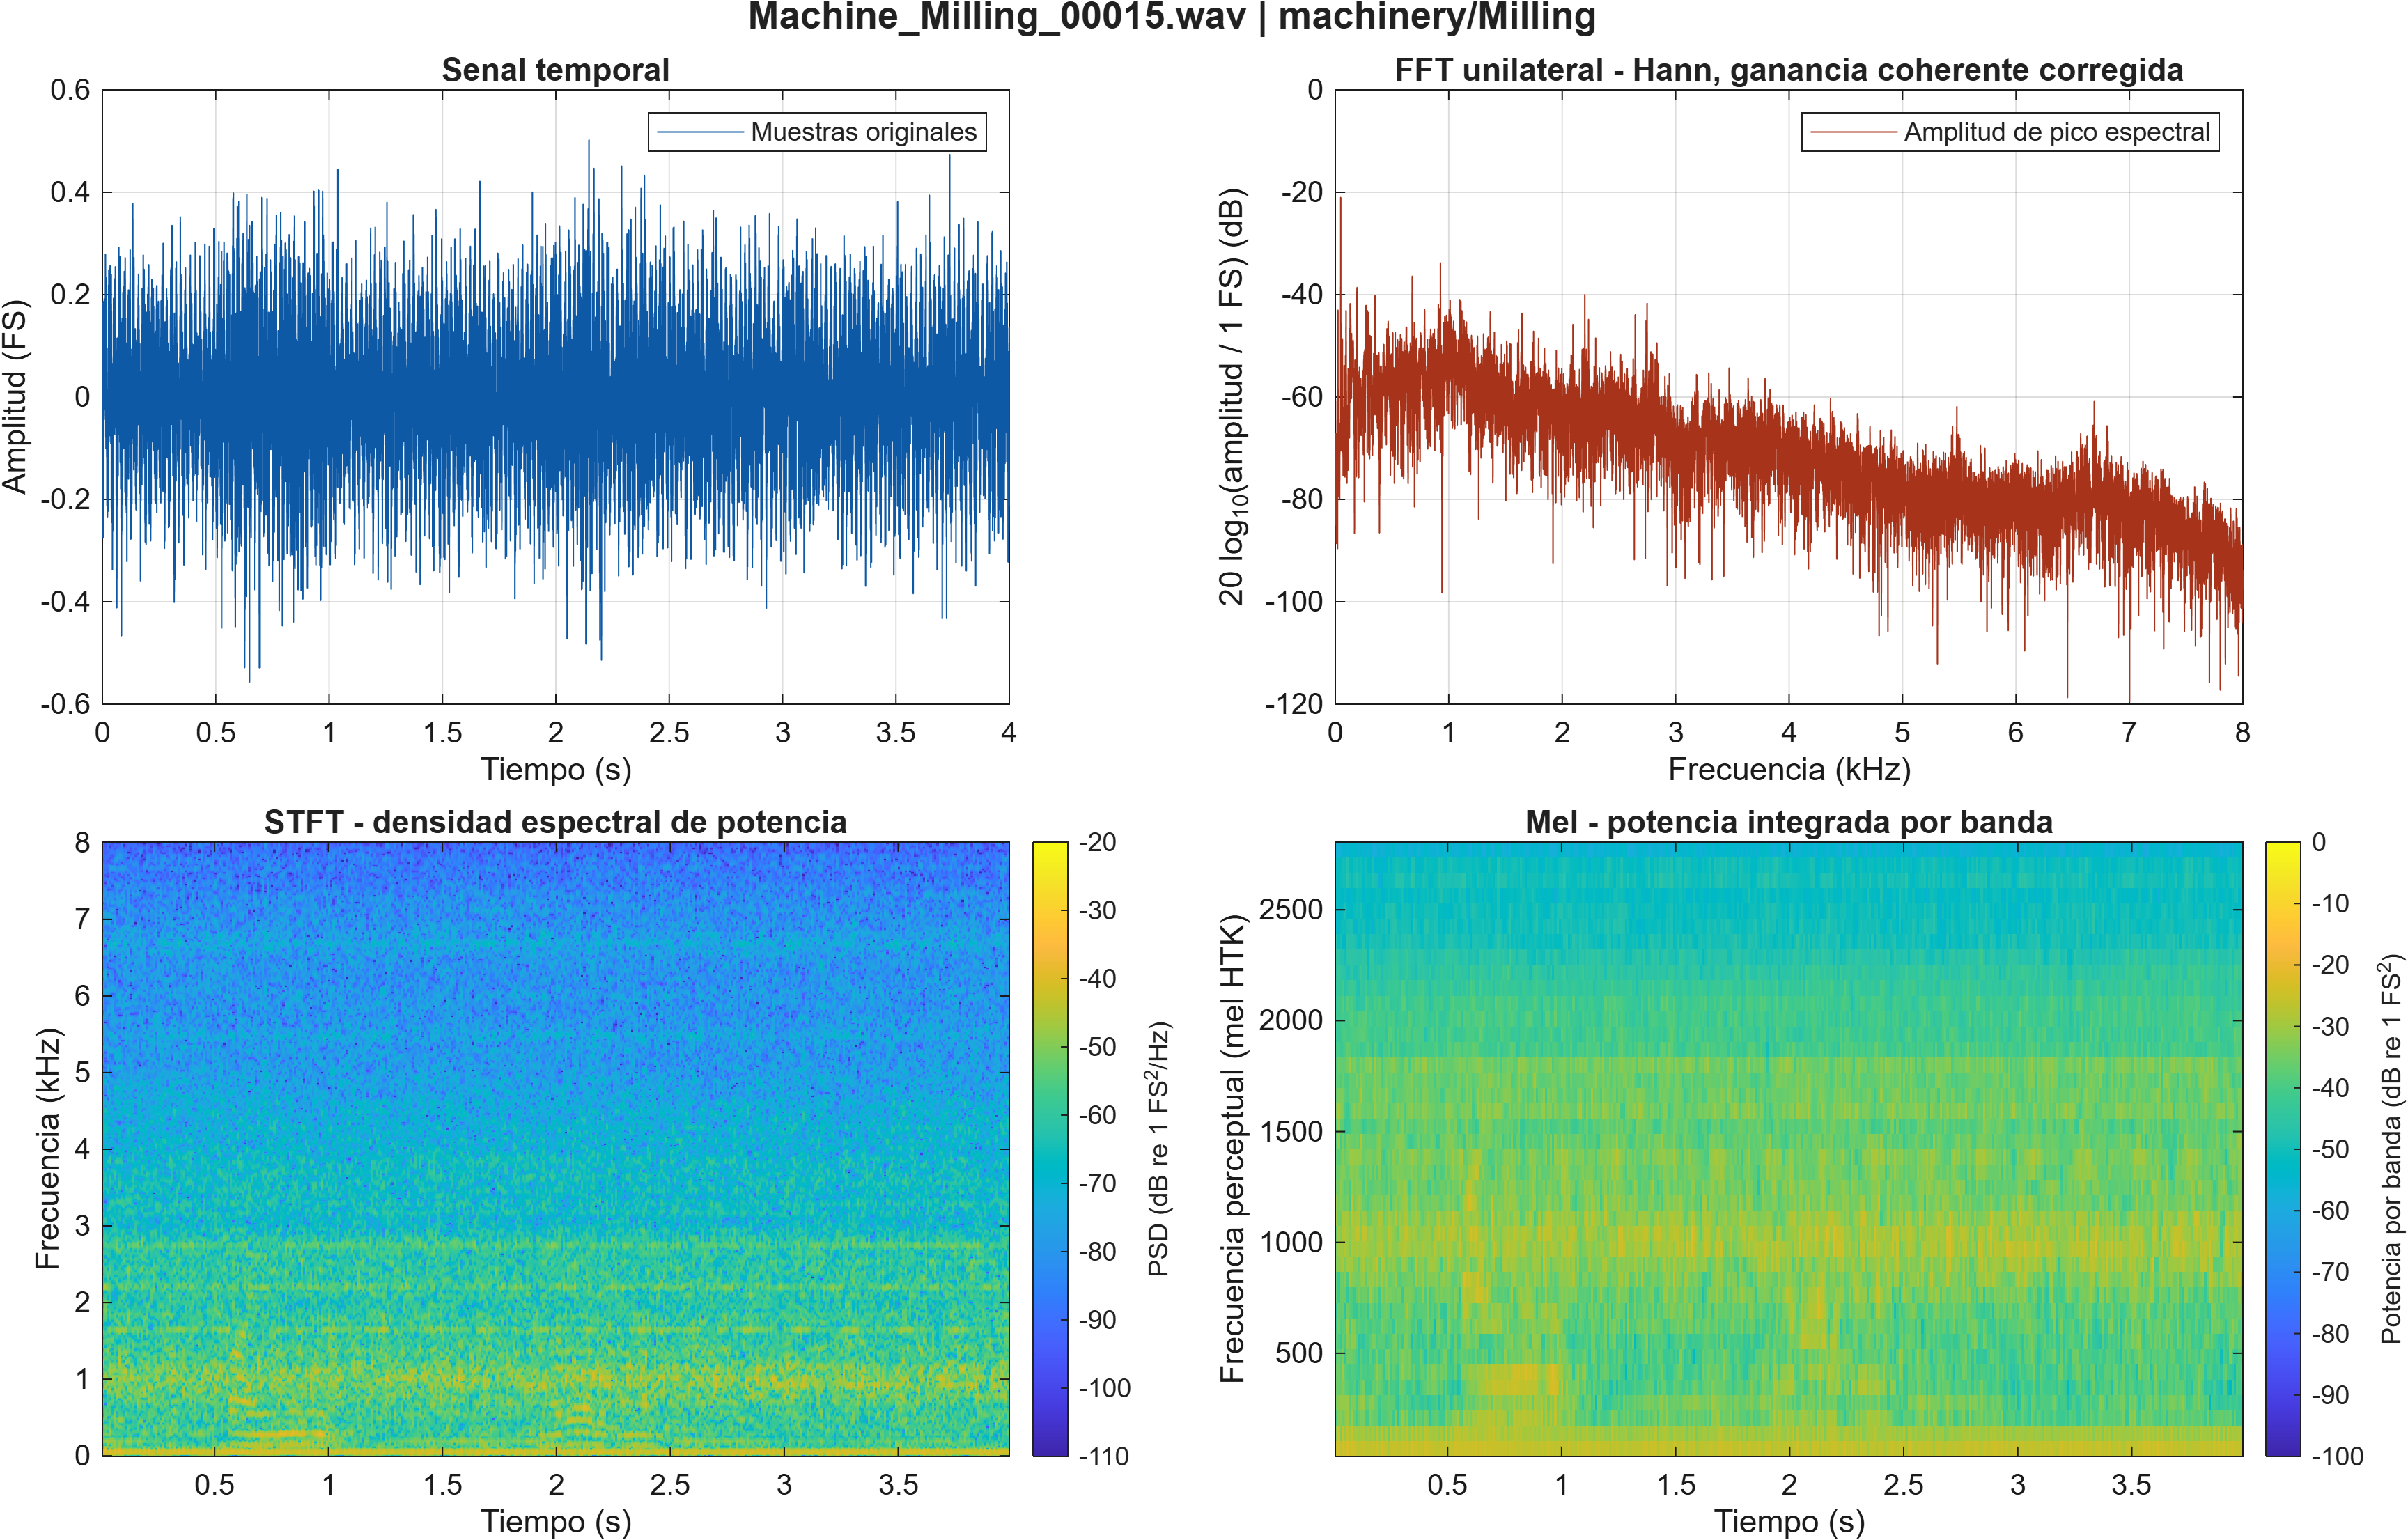 Machine_Milling_00015.wav | machinery/Milling
Senal temporal
Muestras originales
Amplitud (FS)
0.6
0.4
0.2
0
-0.2
-0.4
-0.6
0 0.5 1 1.5 2 2.5 3 3.5 4
Tiempo (s)
FFT unilateral - Hann, ganancia coherente corregida
Amplitud de pico espectral
20 log10(amplitud / 1 FS) (dB)
0
-20
-40
-60
-80
-100
-120
0 1 2 3 4 5 6 7 8
Frecuencia (kHz)
STFT - densidad espectral de potencia
Frecuencia (kHz)
8
7
6
5
4
3
2
1
0
0.5 1 1.5 2 2.5 3 3.5
Tiempo (s)
-20
-30
-40
-50
-60
-70
-80
-90
-100
-110
PSD (dB re 1 FS²/Hz)
Mel - potencia integrada por banda
Frecuencia perceptual (mel HTK)
2500
2000
1500
1000
500
0.5 1 1.5 2 2.5 3 3.5
Tiempo (s)
0
-10
-20
-30
-40
-50
-60
-70
-80
-90
-100
Potencia por banda (dB re 1 FS²)